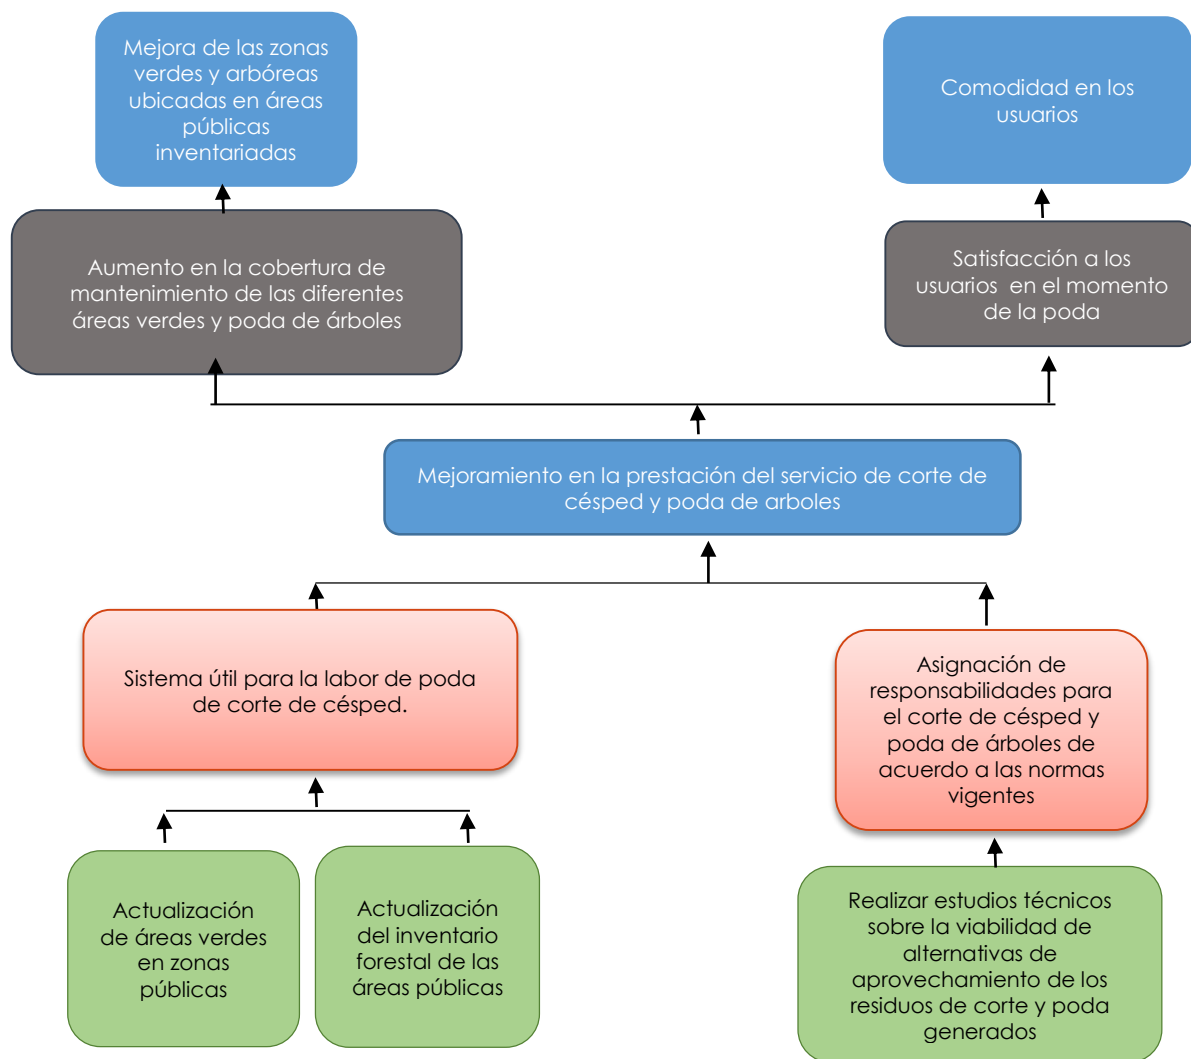 Mejora de las zonas
verdes y arbóreas
ubicadas en áreas
públicas
inventariadas
Comodidad en los
usuarios
Aumento en la cobertura de
mantenimiento de las diferentes
áreas verdes y poda de árboles
Satisfacción a los
usuarios en el momento
de la poda
Mejoramiento en la prestación del servicio de corte de
césped y poda de arboles
Sistema útil para la labor de poda
de corte de césped.
Asignación de
responsabilidades para
el corte de césped y
poda de árboles de
acuerdo a las normas
vigentes
Actualización
de áreas verdes
en zonas
públicas
Actualización
del inventario
forestal de las
áreas públicas
Realizar estudios técnicos
sobre la viabilidad de
alternativas de
aprovechamiento de los
residuos de corte y poda
generados